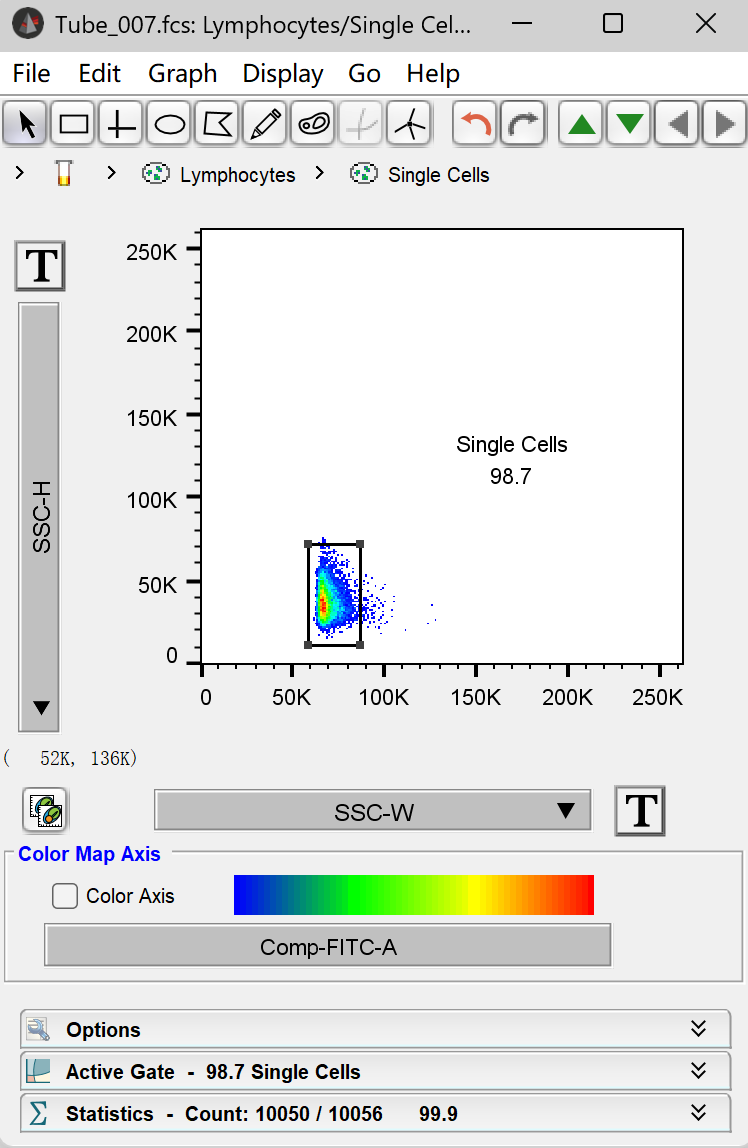 Tube_007.fcs: Lymphocytes/Single Cel...
File Edit Graph Display Go Help
Lymphocytes > Single Cells
T
250K
200K
150K
100K
50K
0
SSC-H
Single Cells
98.7
0 50K 100K 150K 200K 250K
( 52K, 136K)
SSC-W
T
Color Map Axis
Color Axis
Comp-FITC-A
Options
Active Gate - 98.7 Single Cells
Statistics - Count: 10050 / 10056 99.9